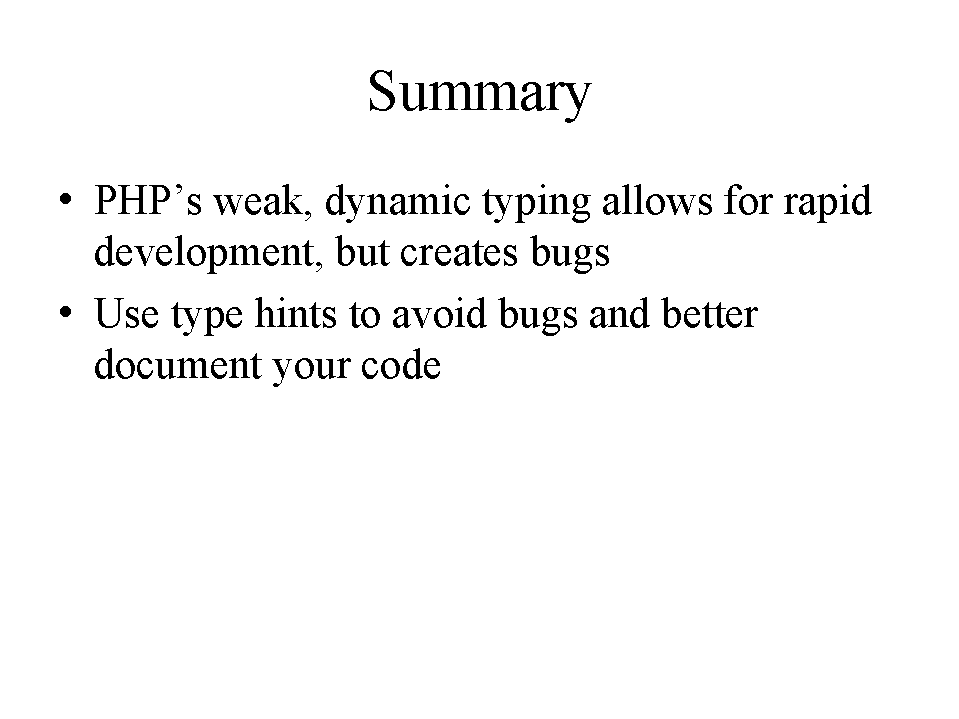 Summary
• PHP’s weak, dynamic typing allows for rapid
development, but creates bugs
• Use type hints to avoid bugs and better
document your code